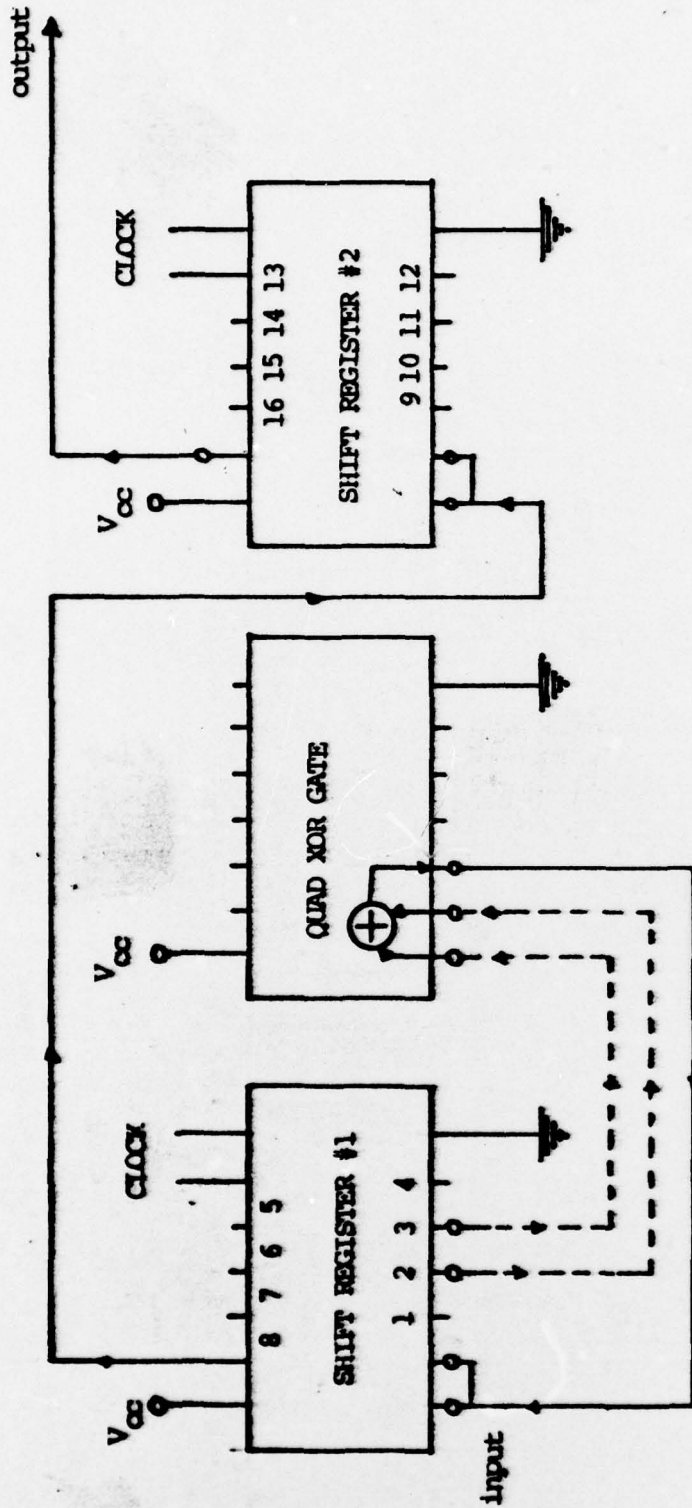 output
Vcc CLOCK Vcc Vcc CLOCK
8 7 6 5 16 15 14 13
SHIFT REGISTER #1 QUAD XOR GATE SHIFT REGISTER #2
1 2 3 4 9 10 11 12
input